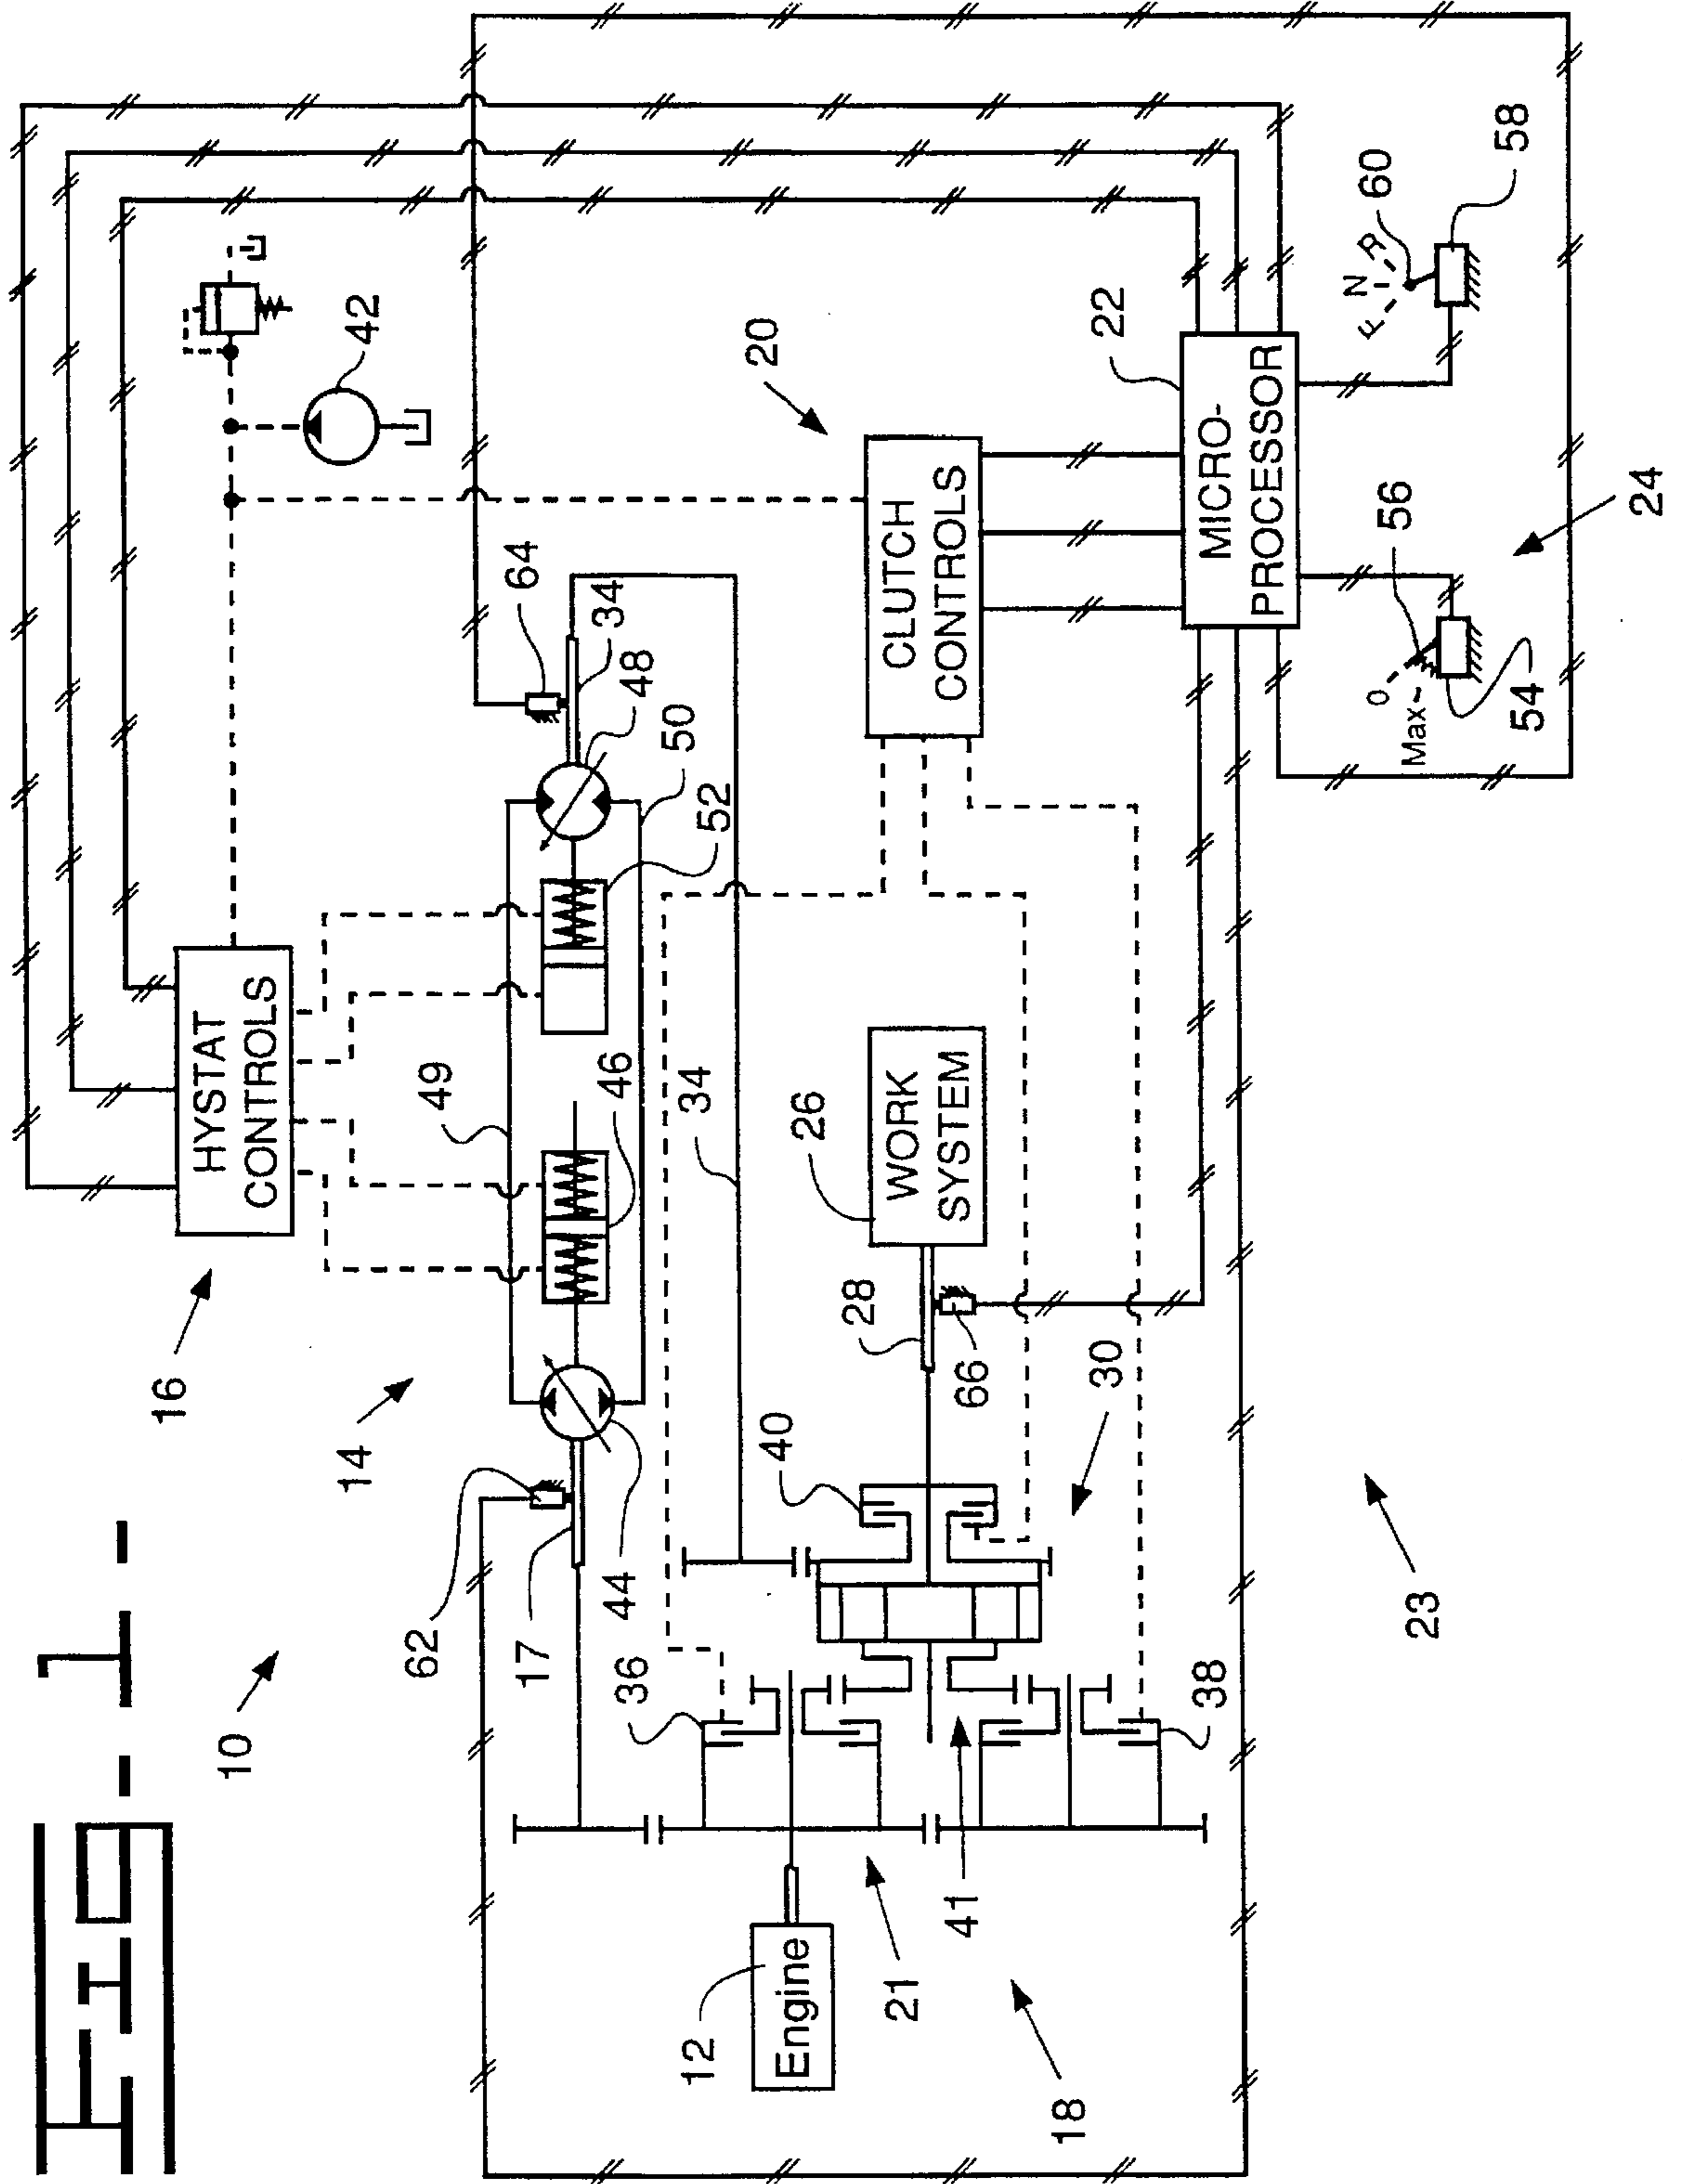 Fig-1-
10
16
HYSTAT
CONTROLS
42
14
49
46
52
50
48
34
64
62
17
44
34
20
CLUTCH
CONTROLS
36
40
30
28
66
26
WORK
SYSTEM
22
MICRO-
PROCESSOR
12
Engine
21
41
38
18
23
0
Max
56
54
24
F
N
R
60
58